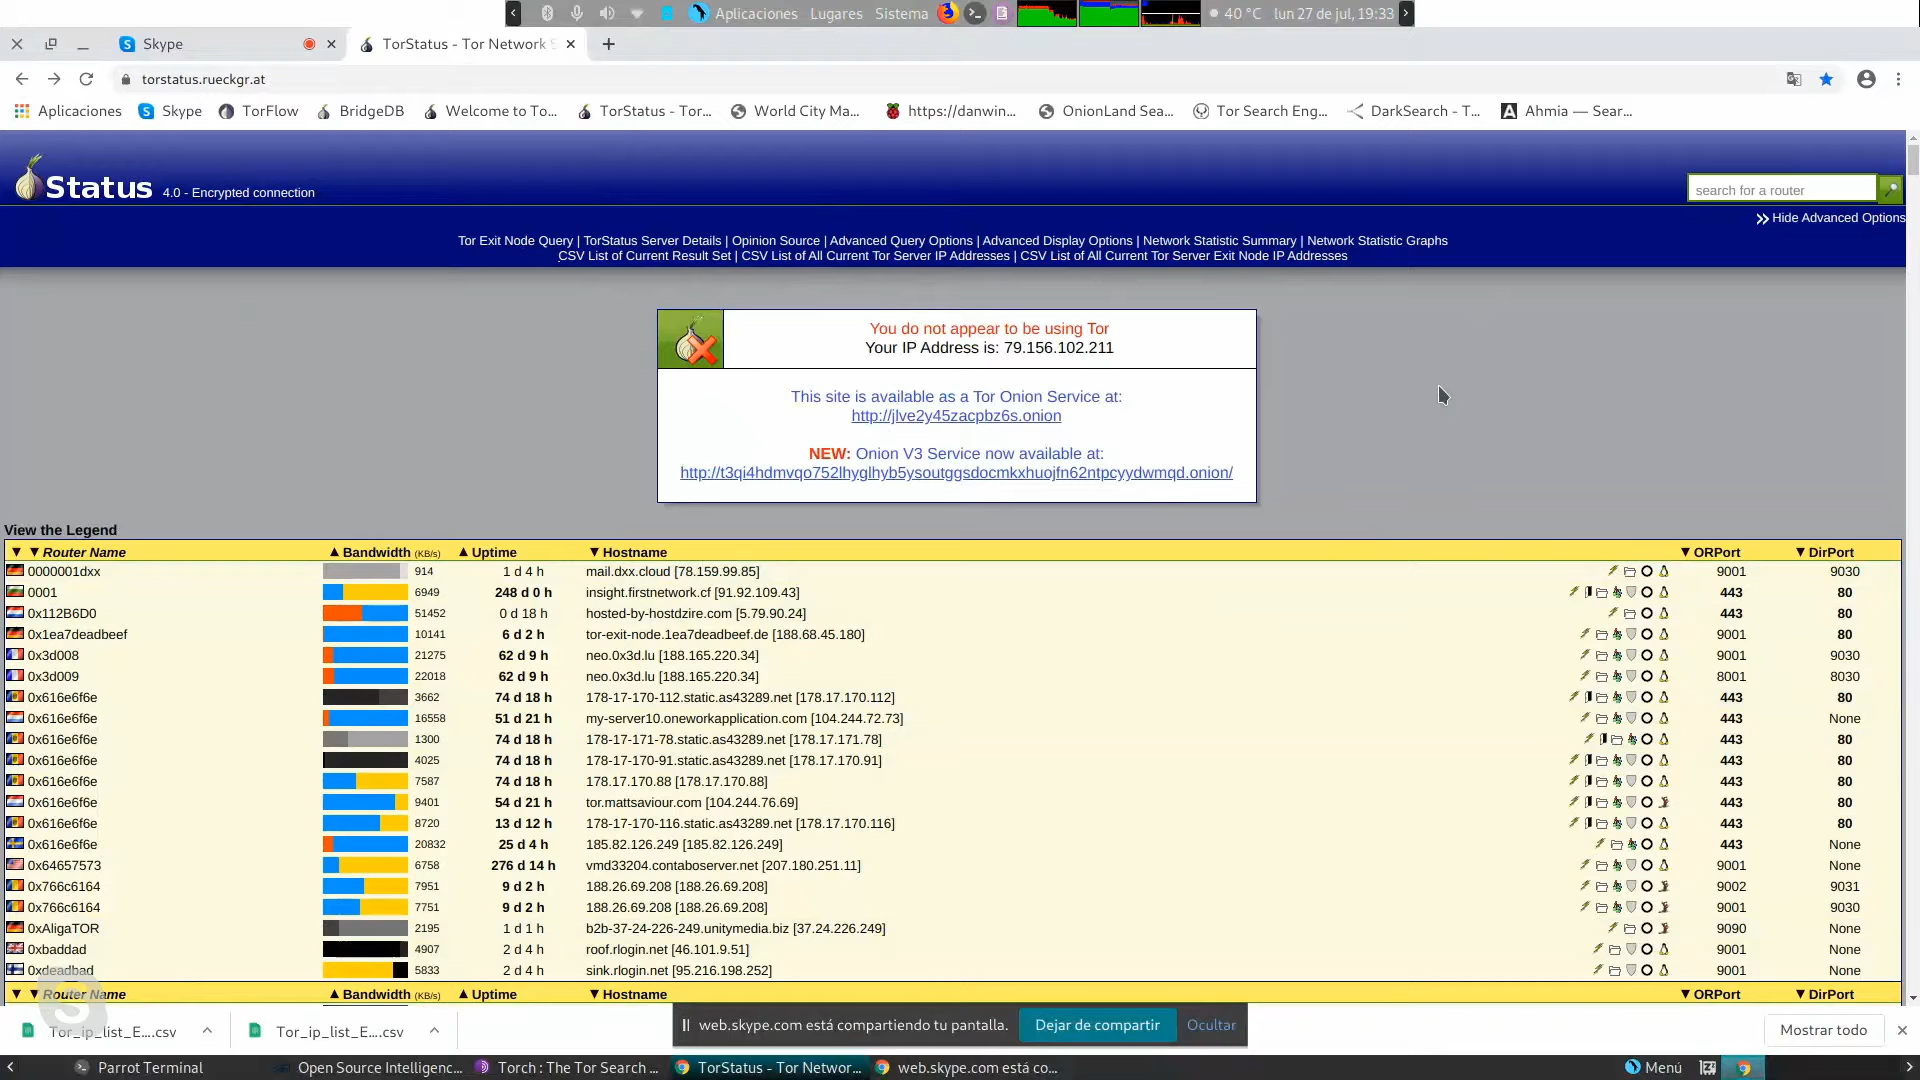 Aplicaciones Lugares Sistema 40 °C lun 27 de jul, 19:33
Skype TorStatus - Tor Network S
torstatus.rueckgr.at
Aplicaciones Skype TorFlow BridgeDB Welcome to To... TorStatus - Tor... World City Ma... https://danwin... OnionLand Sea... Tor Search Eng... DarkSearch - T... Ahmia — Sear...
Status 4.0 - Encrypted connection
search for a router
Hide Advanced Options
Tor Exit Node Query | TorStatus Server Details | Opinion Source | Advanced Query Options | Advanced Display Options | Network Statistic Summary | Network Statistic Graphs
CSV List of Current Result Set | CSV List of All Current Tor Server IP Addresses | CSV List of All Current Tor Server Exit Node IP Addresses
You do not appear to be using Tor
Your IP Address is: 79.156.102.211
This site is available as a Tor Onion Service at:
http://jlve2y45zacpbz6s.onion
NEW: Onion V3 Service now available at:
http://t3qi4hdmvqo752lhyglhyb5ysoutggsdocmkxhuojfn62ntpcyydwmqd.onion/
View the Legend
▼ ▼ Router Name ▲ Bandwidth (KB/s) ▲ Uptime ▼ Hostname ▼ ORPort ▼ DirPort
0000001dxx 914 1 d 4 h mail.dxx.cloud [78.159.99.85] 9001 9030
0001 6949 248 d 0 h insight.firstnetwork.cf [91.92.109.43] 443 80
0x112B6D0 51452 0 d 18 h hosted-by-hostdzire.com [5.79.90.24] 443 80
0x1ea7deadbeef 10141 6 d 2 h tor-exit-node.1ea7deadbeef.de [188.68.45.180] 9001 80
0x3d008 21275 62 d 9 h neo.0x3d.lu [188.165.220.34] 9001 9030
0x3d009 22018 62 d 9 h neo.0x3d.lu [188.165.220.34] 8001 8030
0x616e6f6e 3662 74 d 18 h 178-17-170-112.static.as43289.net [178.17.170.112] 443 80
0x616e6f6e 16558 51 d 21 h my-server10.oneworkapplication.com [104.244.72.73] 443 None
0x616e6f6e 1300 74 d 18 h 178-17-171-78.static.as43289.net [178.17.171.78] 443 80
0x616e6f6e 4025 74 d 18 h 178-17-170-91.static.as43289.net [178.17.170.91] 443 80
0x616e6f6e 7587 74 d 18 h 178.17.170.88 [178.17.170.88] 443 80
0x616e6f6e 9401 54 d 21 h tor.mattsaviour.com [104.244.76.69] 443 80
0x616e6f6e 8720 13 d 12 h 178-17-170-116.static.as43289.net [178.17.170.116] 443 80
0x616e6f6e 20832 25 d 4 h 185.82.126.249 [185.82.126.249] 443 None
0x64657573 6758 276 d 14 h vmd33204.contaboserver.net [207.180.251.11] 9001 None
0x766c6164 7951 9 d 2 h 188.26.69.208 [188.26.69.208] 9002 9031
0x766c6164 7751 9 d 2 h 188.26.69.208 [188.26.69.208] 9001 9030
0xAligaTOR 2195 1 d 1 h b2b-37-24-226-249.unitymedia.biz [37.24.226.249] 9090 None
0xbaddad 4907 2 d 4 h roof.rlogin.net [46.101.9.51] 9001 None
0xdeadbad 5833 2 d 4 h sink.rlogin.net [95.216.198.252] 9001 None
▼ ▼ Router Name ▲ Bandwidth (KB/s) ▲ Uptime ▼ Hostname ▼ ORPort ▼ DirPort
Tor_ip_list_E....csv Tor_ip_list_E....csv web.skype.com está compartiendo tu pantalla. Dejar de compartir Ocultar Mostrar todo
Parrot Terminal Open Source Intelligenc... Torch : The Tor Search ... TorStatus - Tor Networ... web.skype.com está co... Menú